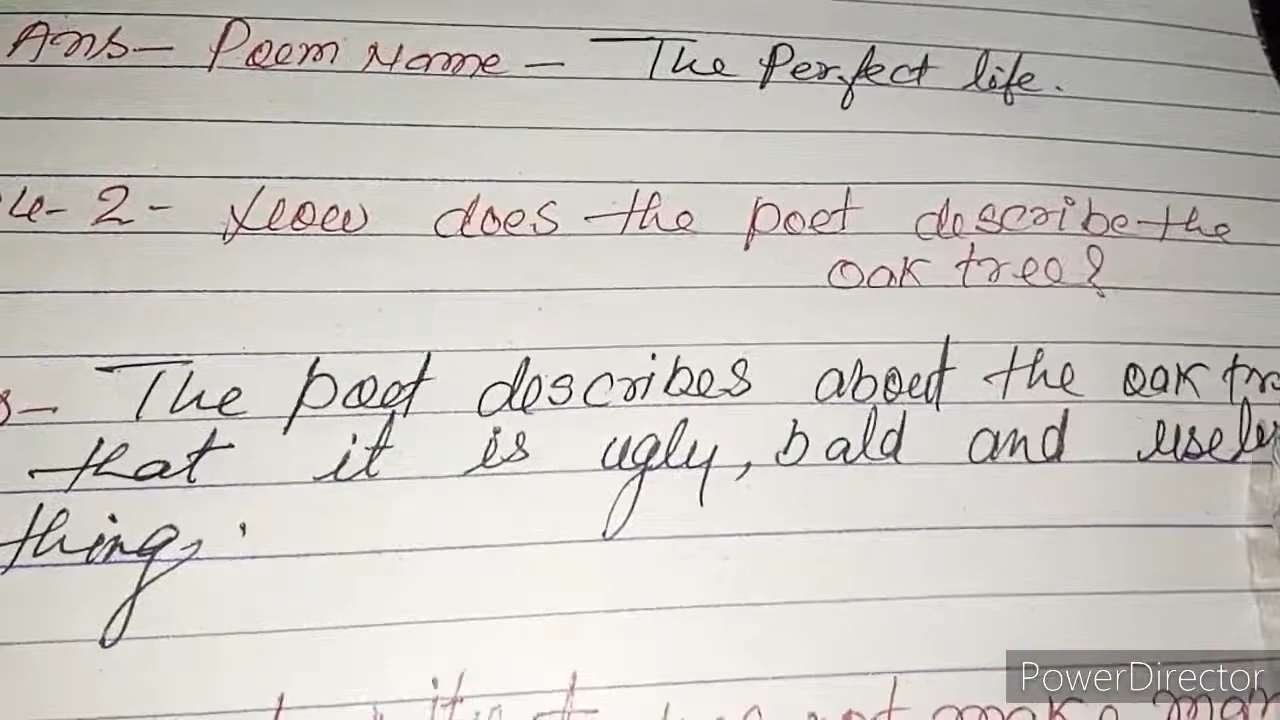 Ans- Poem Name - The Perfect life.
2- How does the poet describe the
oak tree?
The poet describes about the oak
that it is ugly, bald and
thing.
PowerDirector